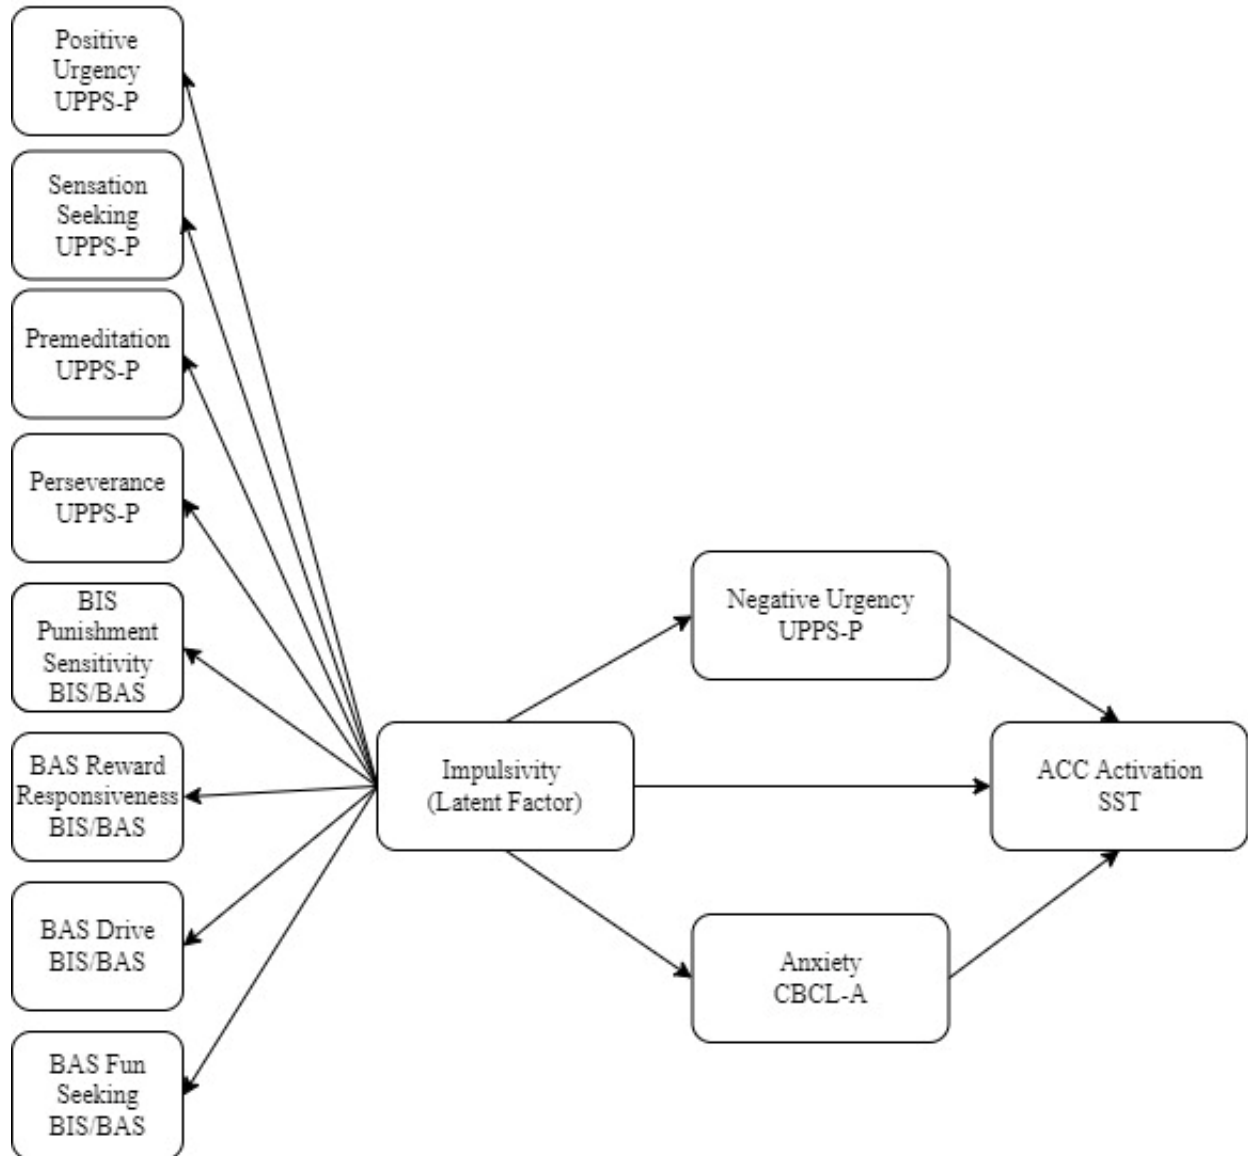 Positive
Urgency
UPPS-P
Sensation
Seeking
UPPS-P
Premeditation
UPPS-P
Perseverance
UPPS-P
BIS
Punishment
Sensitivity
BIS/BAS
BAS Reward
Responsiveness
BIS/BAS
BAS Drive
BIS/BAS
BAS Fun
Seeking
BIS/BAS
Impulsivity
(Latent Factor)
Negative Urgency
UPPS-P
Anxiety
CBCL-A
ACC Activation
SST